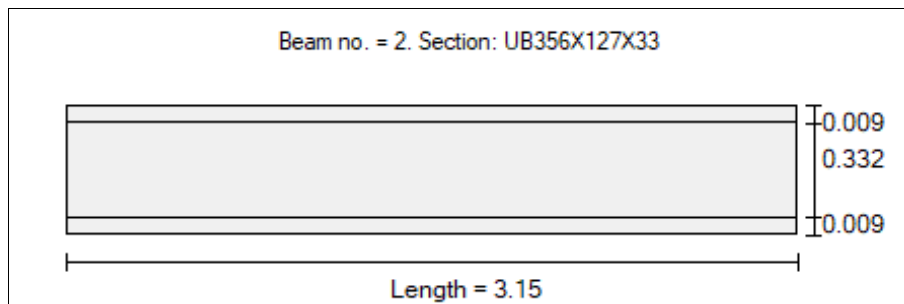 Beam no. = 2. Section: UB356X127X33
0.009
0.332
0.009
Length = 3.15